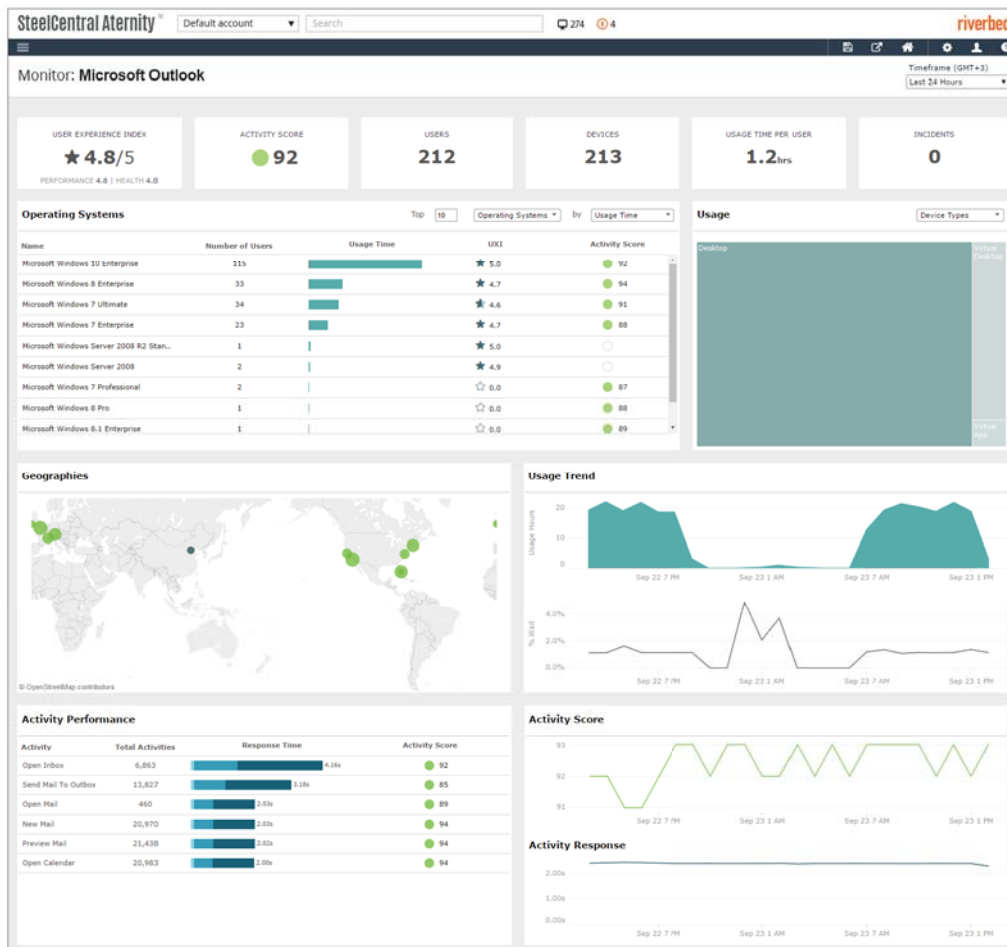 SteelCentral Aternity™ Default account Search 274 4 riverbed
Monitor: Microsoft Outlook
Timeframe (GMT+3)
Last 24 Hours
USER EXPERIENCE INDEX ACTIVITY SCORE USERS DEVICES USAGE TIME PER USER INCIDENTS
4.8/5 92 212 213 1.2hrs 0
PERFORMANCE 4.8 | HEALTH 4.8
Operating Systems Top 10 Operating Systems by Usage Time
Name Number of Users Usage Time UXI Activity Score
Microsoft Windows 10 Enterprise 115 5.0 92
Microsoft Windows 8 Enterprise 33 4.7 94
Microsoft Windows 7 Ultimate 34 4.6 91
Microsoft Windows 7 Enterprise 23 4.7 88
Microsoft Windows Server 2008 R2 Stan.. 1 5.0
Microsoft Windows Server 2008 2 4.9
Microsoft Windows 7 Professional 2 0.0 87
Microsoft Windows 8 Pro 1 0.0 88
Microsoft Windows 8.1 Enterprise 1 0.0 89
Usage Device Types
Desktop
Virtual
Desktop
Virtual
App
Geographies
© OpenStreetMap contributors
Usage Trend
Usage Hours
20
10
0
Sep 22 7 PM Sep 23 1 AM Sep 23 7 AM Sep 23 1 PM
% Wait
4.0%
2.0%
0.0%
Sep 22 7 PM Sep 23 1 AM Sep 23 7 AM Sep 23 1 PM
Activity Performance
Activity Total Activities Response Time Activity Score
Open Inbox 6,863 4.16s 92
Send Mail To Outbox 13,827 3.18s 85
Open Mail 460 2.03s 89
New Mail 20,970 2.03s 94
Preview Mail 21,438 2.02s 94
Open Calendar 20,983 2.00s 94
Activity Score
93
92
91
Sep 22 7 PM Sep 23 1 AM Sep 23 7 AM Sep 23 1 PM
Activity Response
2.00s
1.00s
0.00s
Sep 22 7 PM Sep 23 1 AM Sep 23 7 AM Sep 23 1 PM